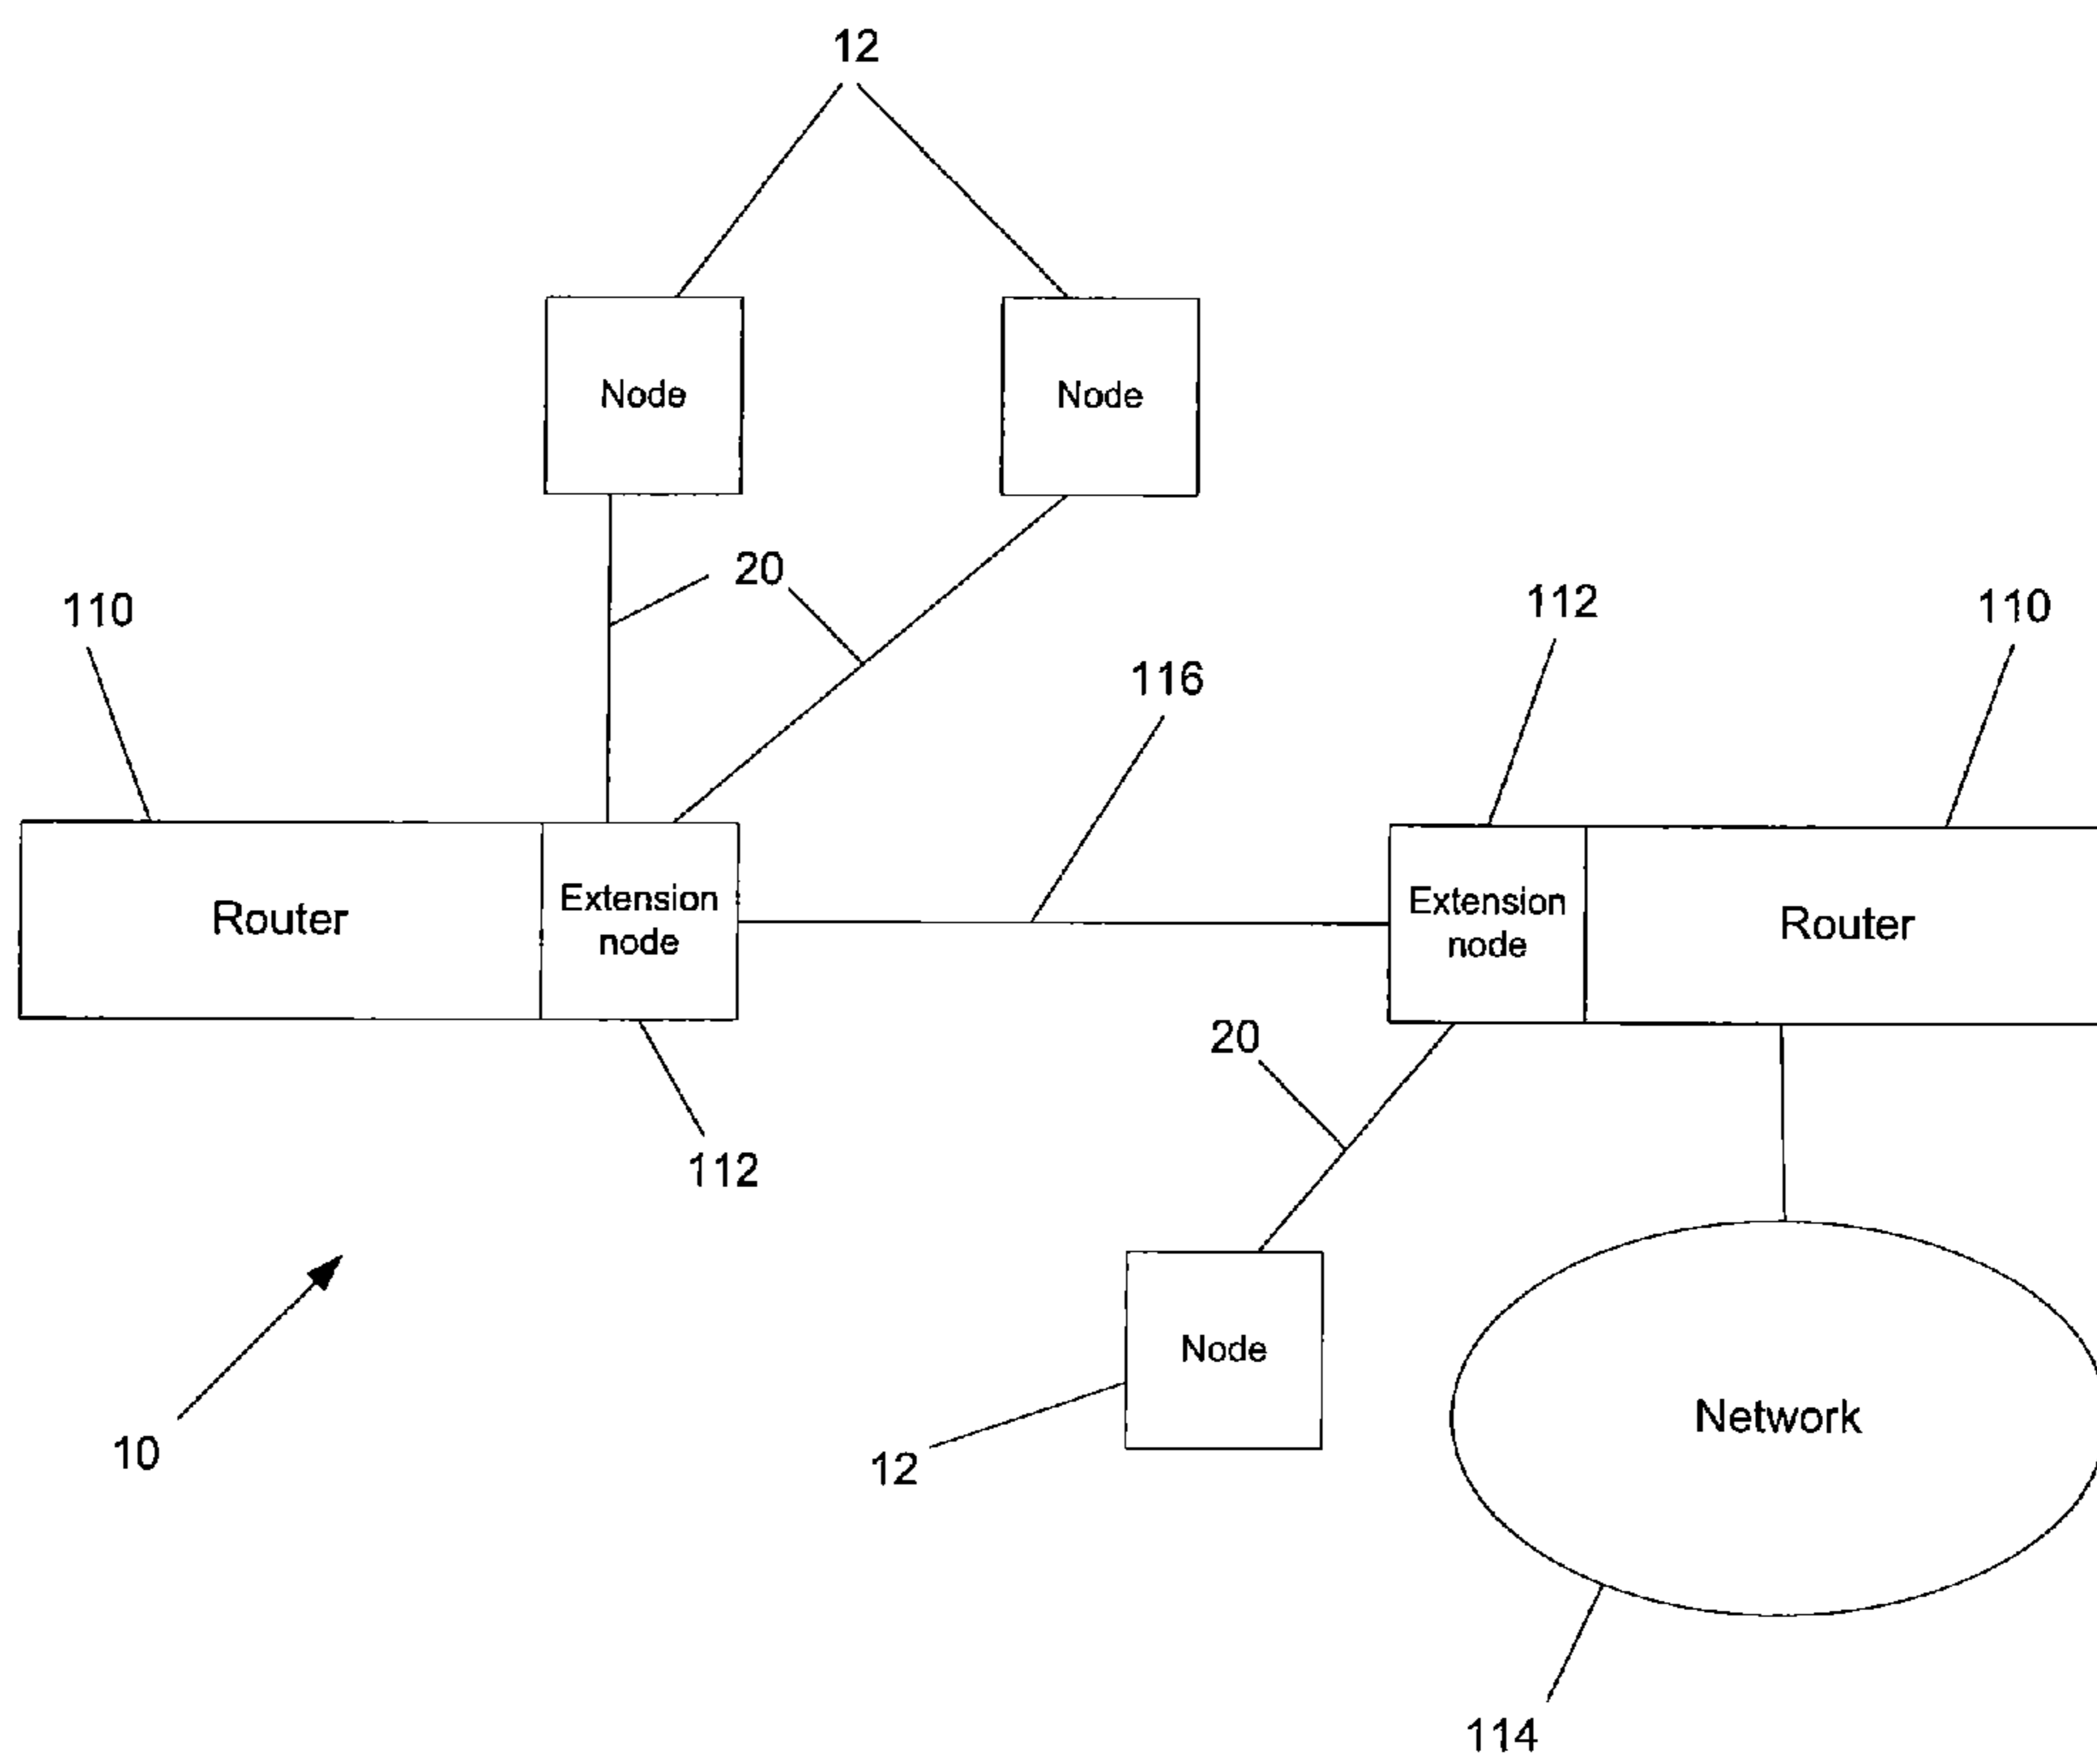 12
Node
Node
20
110
112
110
116
Router
Extension
node
Extension
node
Router
20
112
Node
10
12
Network
114